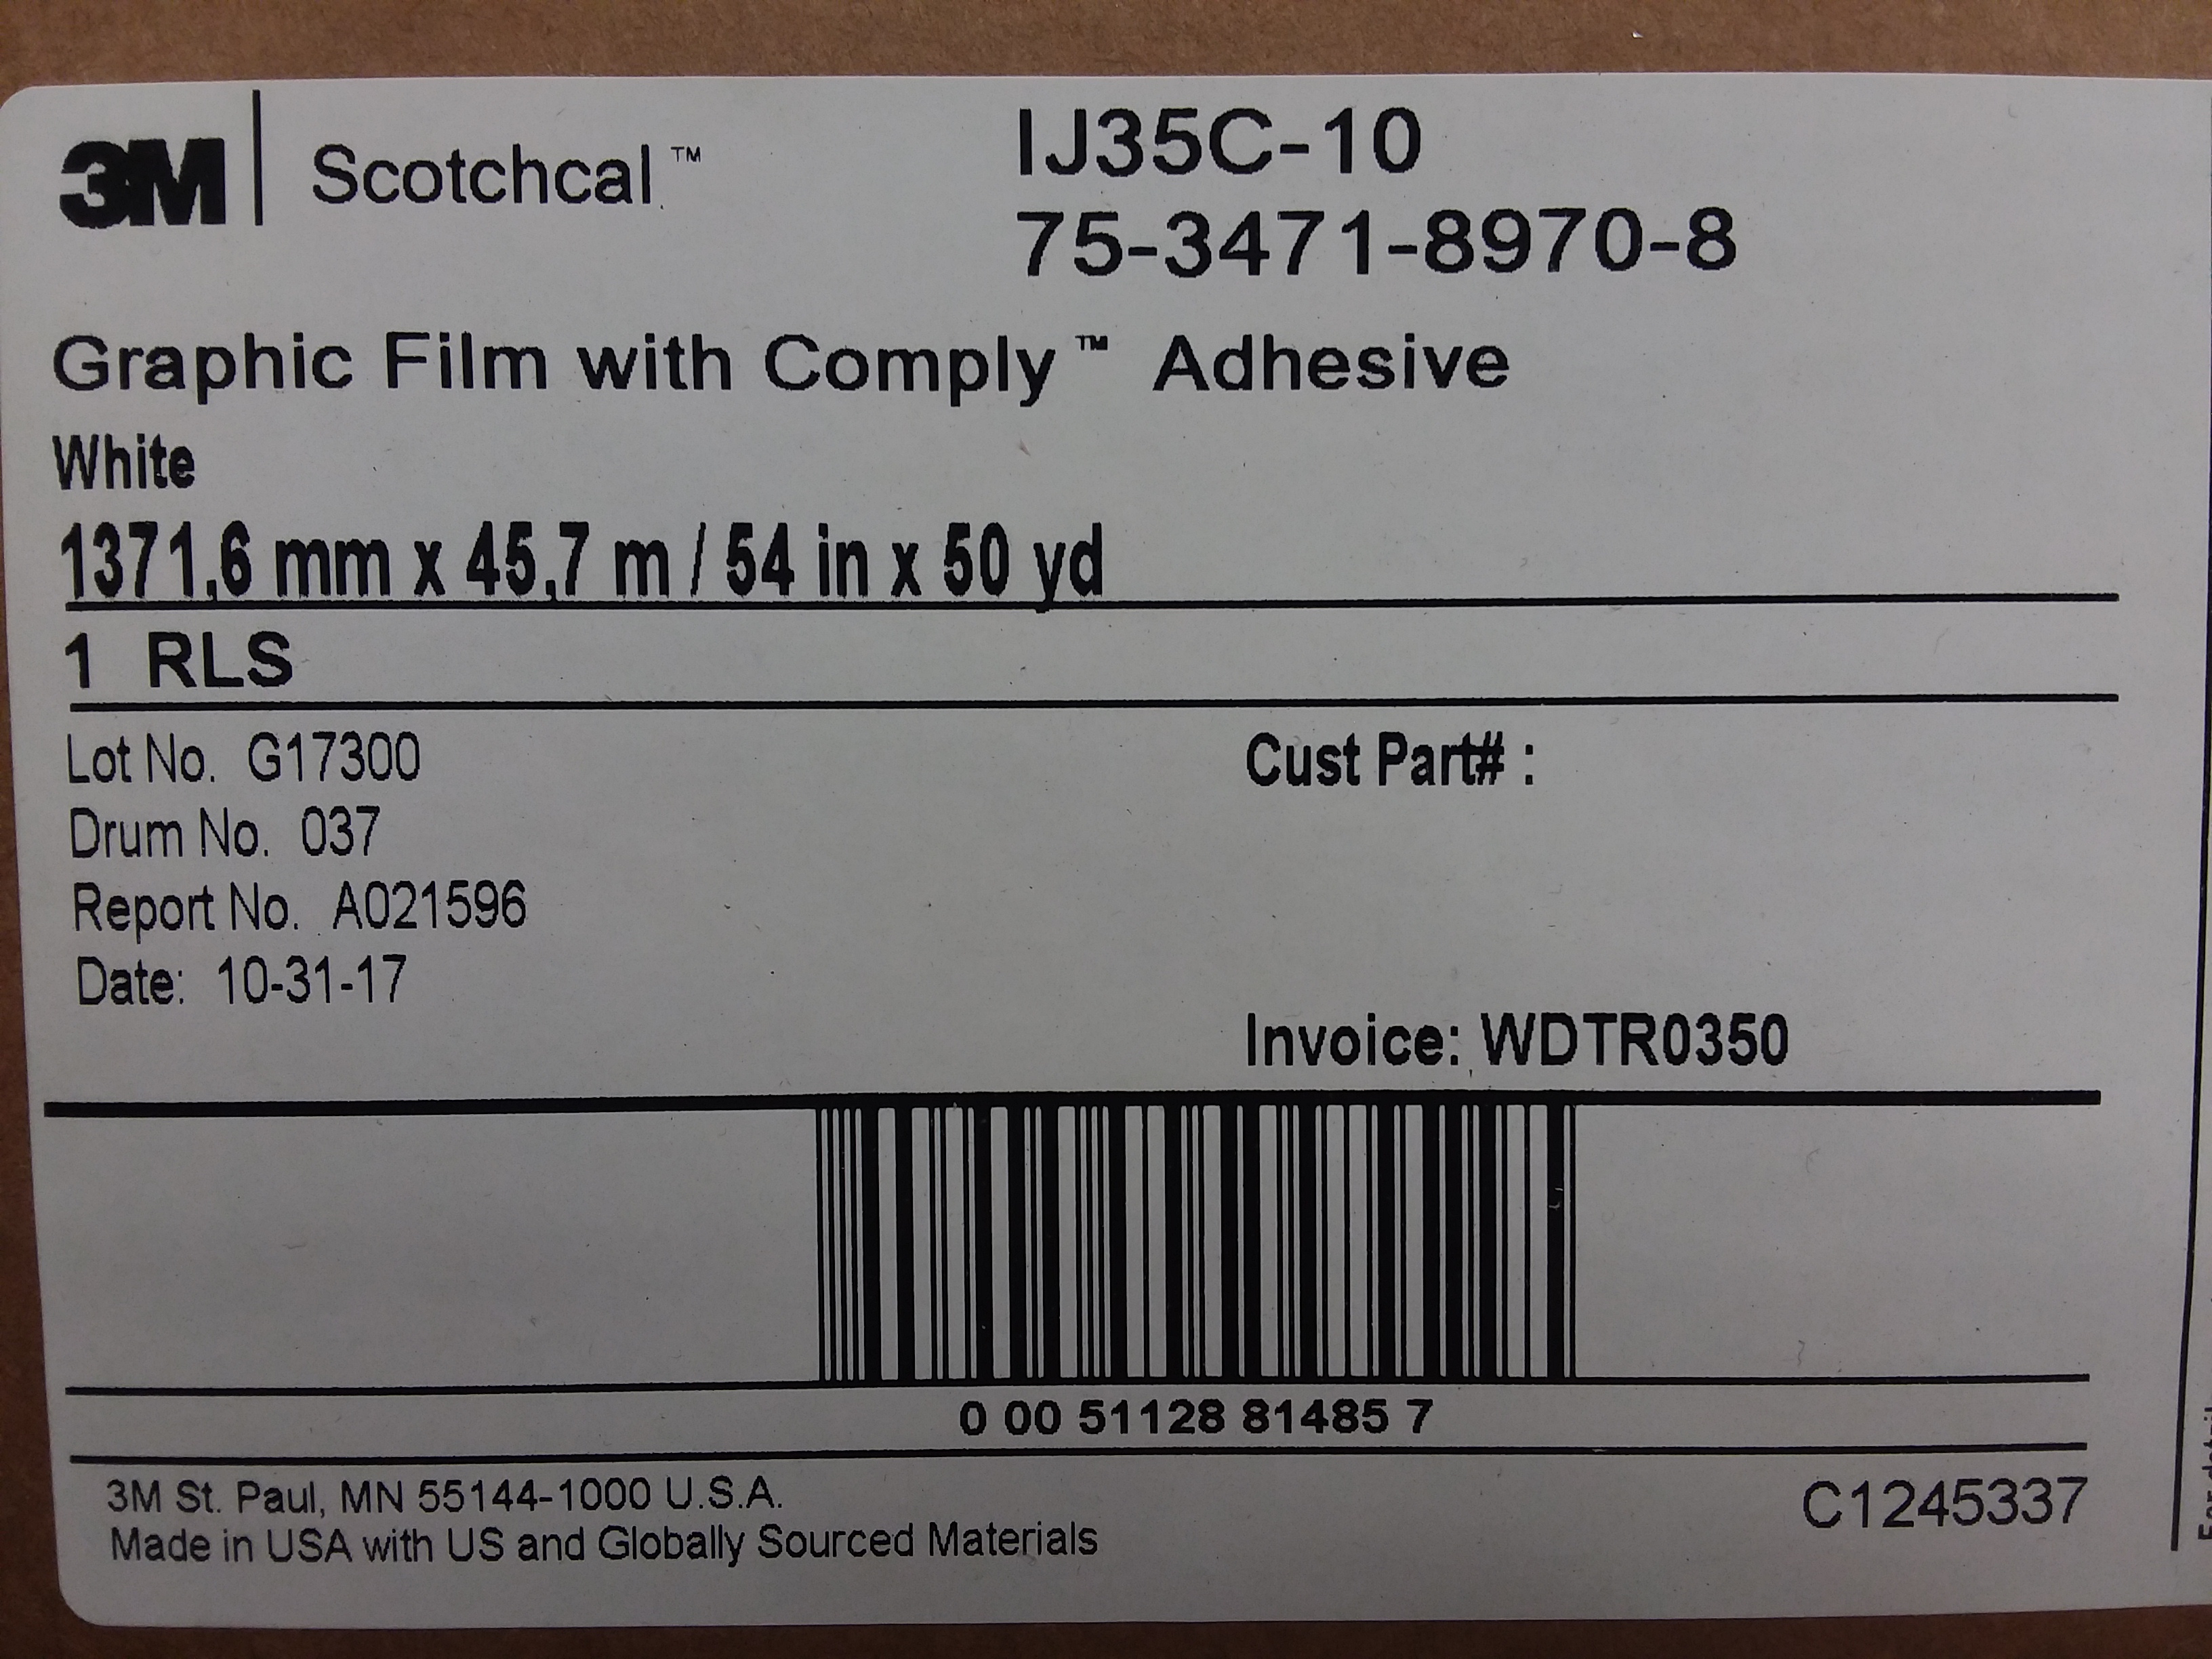 3M Scotchcal™ IJ35C-10
75-3471-8970-8
Graphic Film with Comply™ Adhesive
White
1371,6 mm x 45,7 m / 54 in x 50 yd
1 RLS
Lot No. G17300
Cust Part# :
Drum No. 037
Report No. A021596
Date: 10-31-17
Invoice: WDTR0350
0 00 51128 81485 7
3M St. Paul, MN 55144-1000 U.S.A.
Made in USA with US and Globally Sourced Materials
C1245337